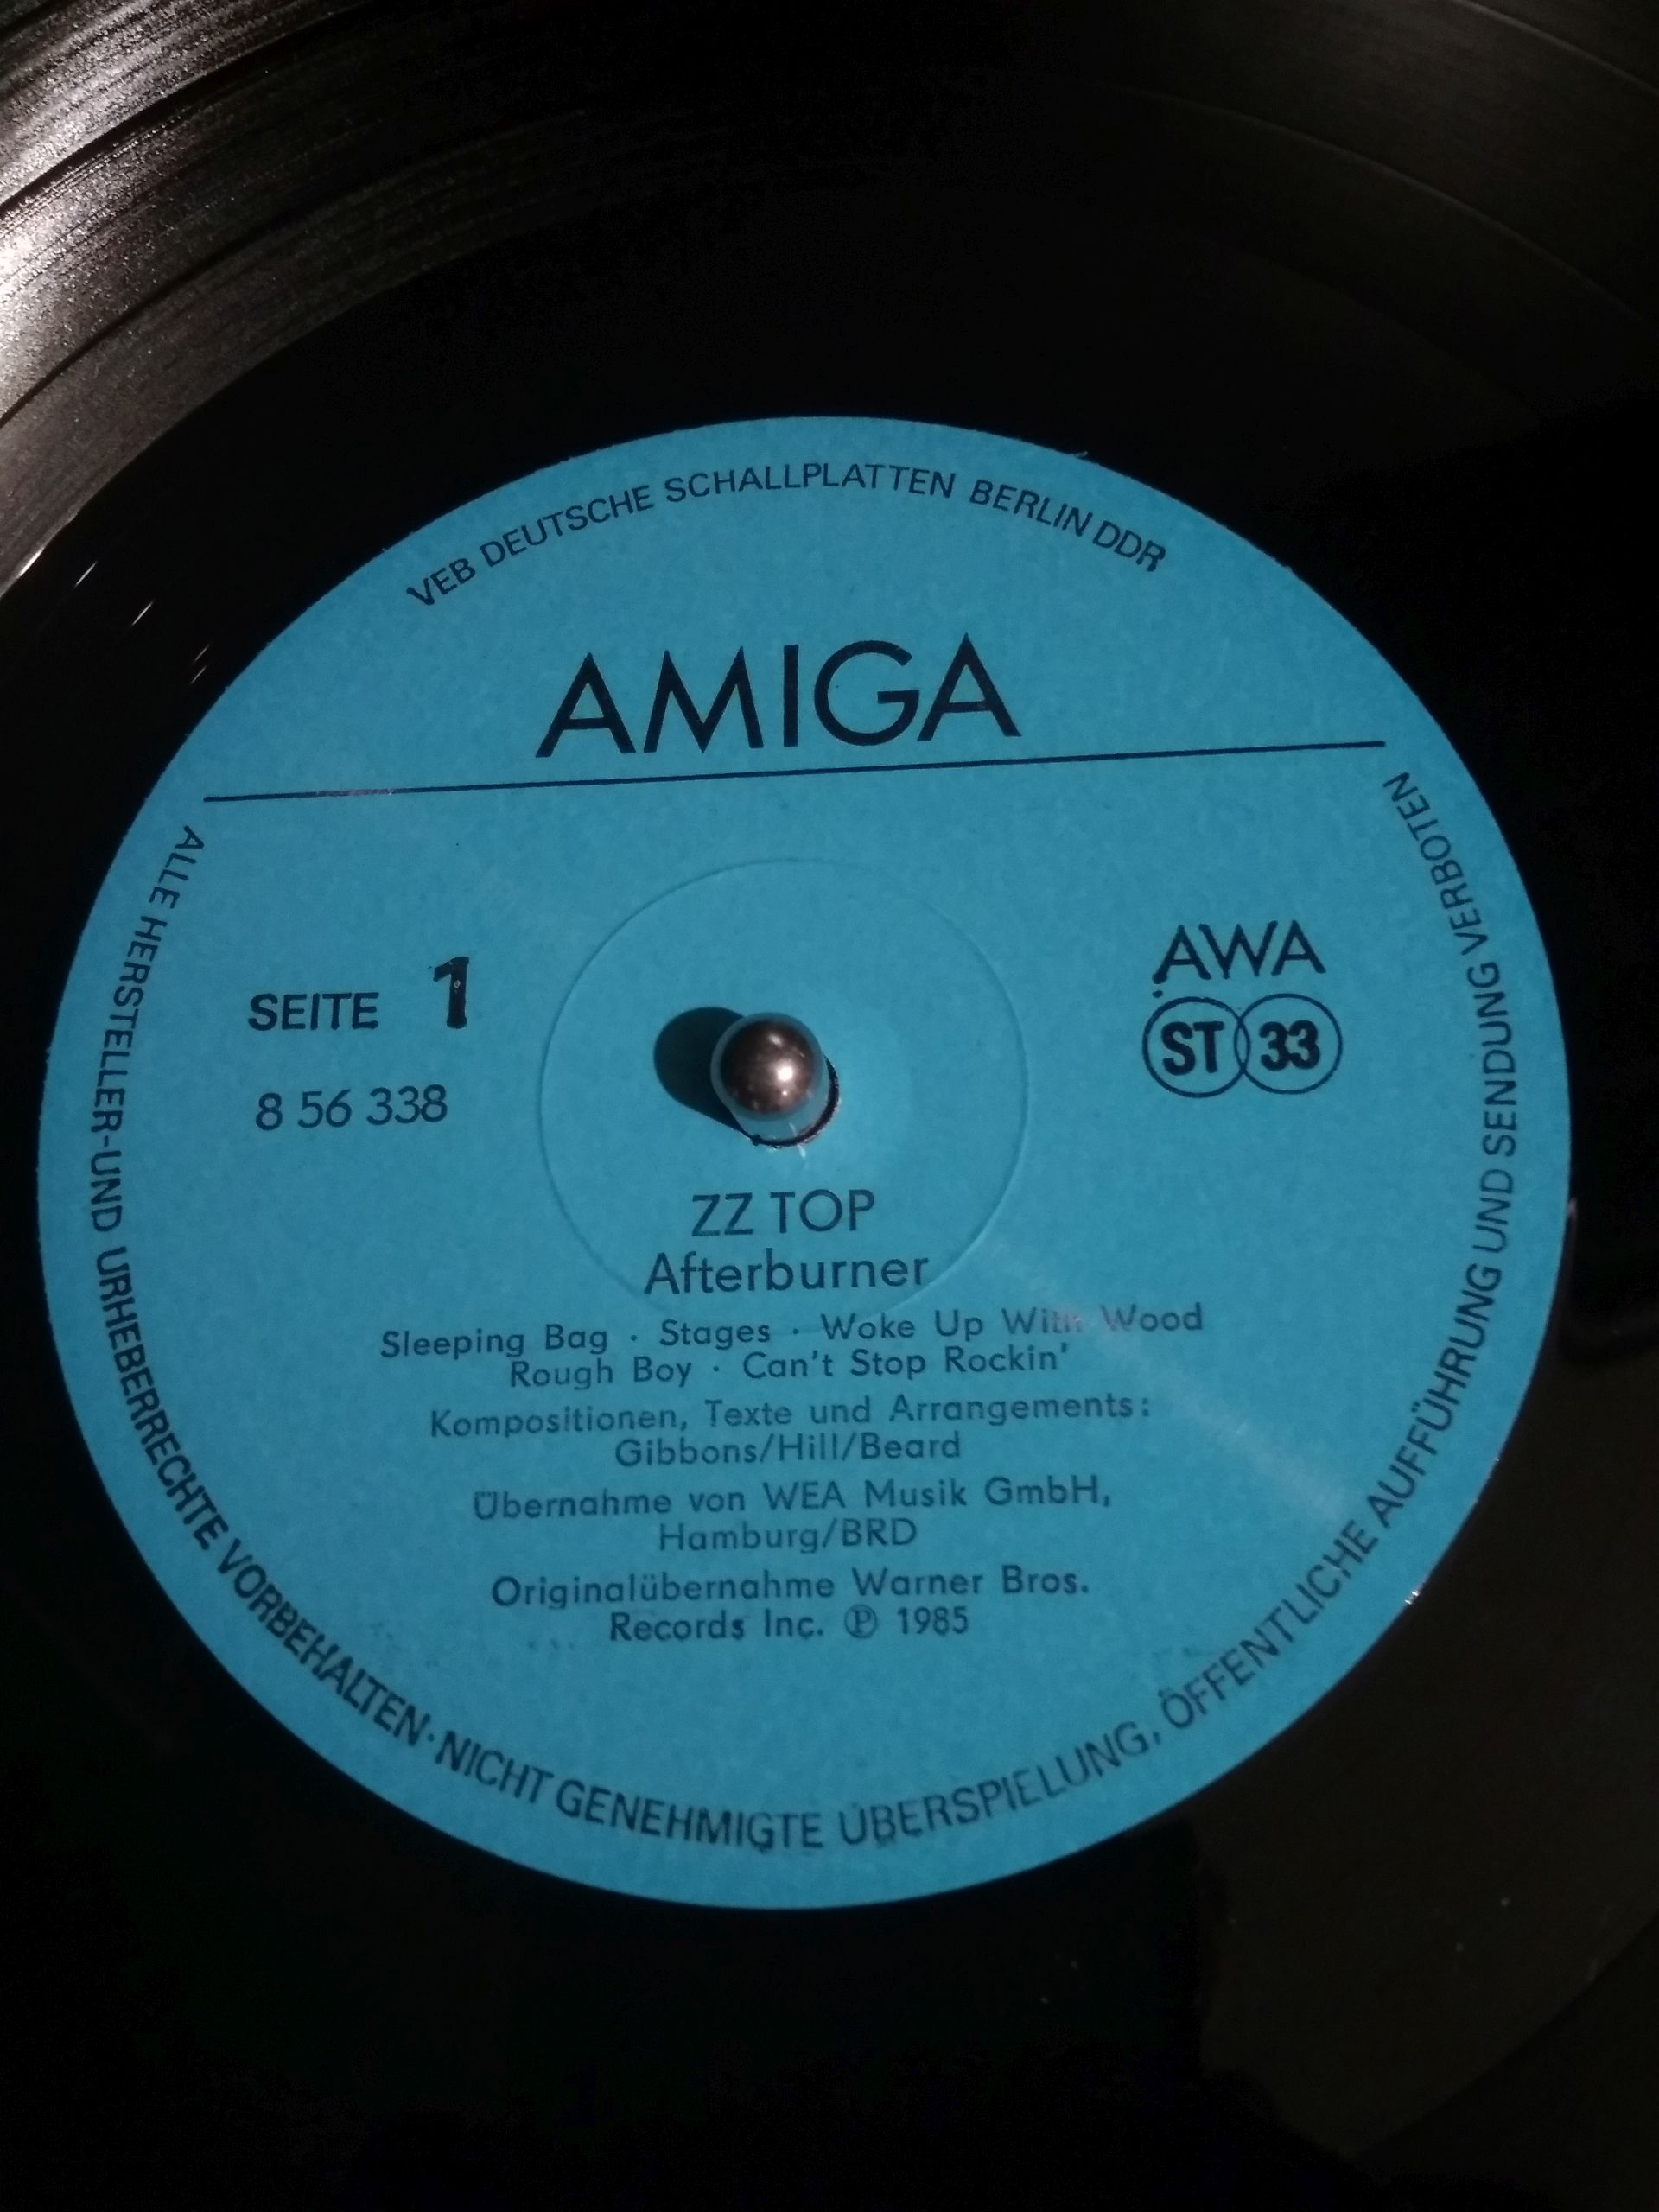 VEB DEUTSCHE SCHALLPLATTEN BERLIN DDR
AMIGA
SEITE 1
8 56 338
AWA
ST 33
ZZ TOP
Afterburner
Sleeping Bag · Stages · Woke Up With Wood
Rough Boy · Can't Stop Rockin'
Kompositionen, Texte und Arrangements:
Gibbons/Hill/Beard
Übernahme von WEA Musik GmbH,
Hamburg/BRD
Originalübernahme Warner Bros.
Records Inc. ℗ 1985
ALLE HERSTELLER-UND URHEBERRECHTE VORBEHALTEN·NICHT GENEHMIGTE ÜBERSPIELUNG, ÖFFENTLICHE AUFFÜHRUNG UND SENDUNG VERBOTEN